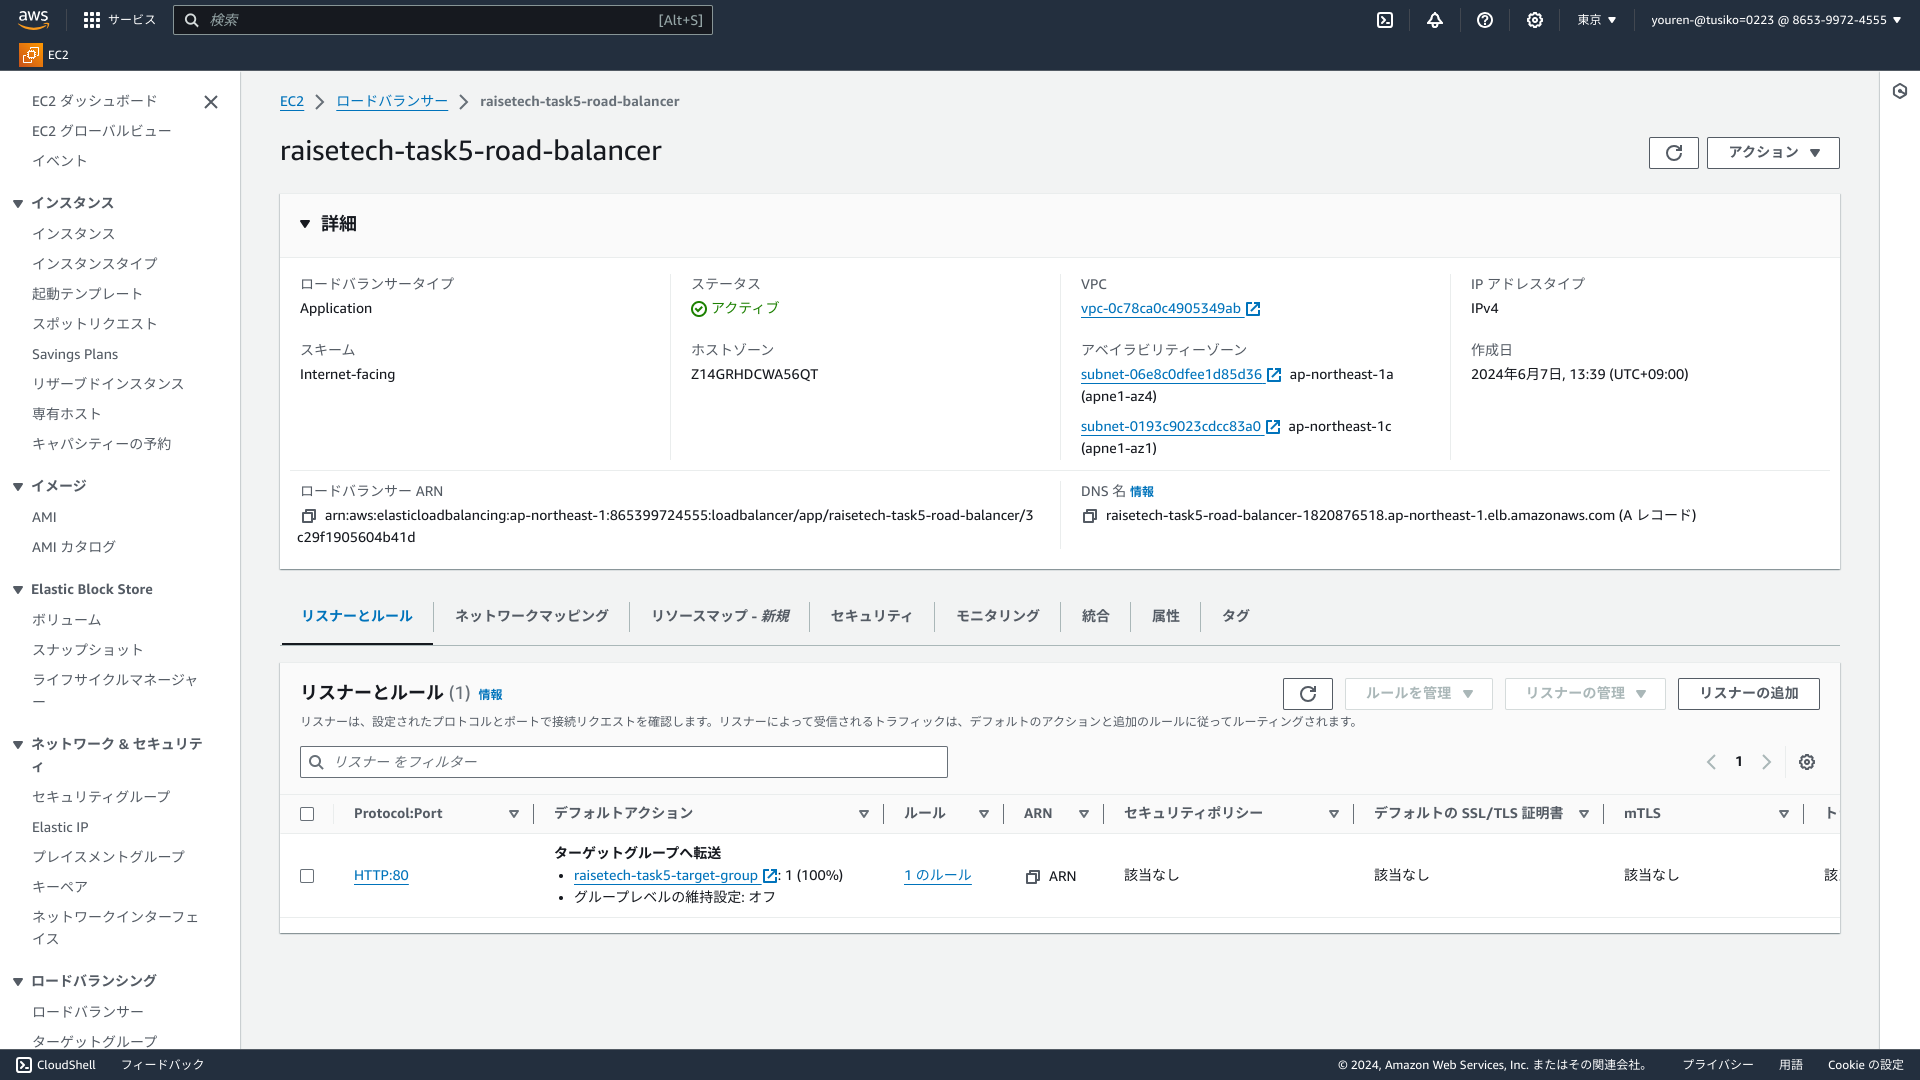 aws
サービス
検索
[Alt+S]
東京
youren-@tusiko=0223 @ 8653-9972-4555
EC2
EC2 ダッシュボード
EC2 グローバルビュー
イベント
インスタンス
インスタンス
インスタンスタイプ
起動テンプレート
スポットリクエスト
Savings Plans
リザーブドインスタンス
専有ホスト
キャパシティーの予約
イメージ
AMI
AMI カタログ
Elastic Block Store
ボリューム
スナップショット
ライフサイクルマネージャ
ー
ネットワーク & セキュリテ
ィ
セキュリティグループ
Elastic IP
プレイスメントグループ
キーペア
ネットワークインターフェ
イス
ロードバランシング
ロードバランサー
ターゲットグループ
EC2
ロードバランサー
raisetech-task5-road-balancer
raisetech-task5-road-balancer
アクション
詳細
ロードバランサータイプ
Application
ステータス
アクティブ
VPC
vpc-0c78ca0c4905349ab
IP アドレスタイプ
IPv4
スキーム
Internet-facing
ホストゾーン
Z14GRHDCWA56QT
アベイラビリティーゾーン
subnet-06e8c0dfee1d85d36 ap-northeast-1a
(apne1-az4)
subnet-0193c9023cdcc83a0 ap-northeast-1c
(apne1-az1)
作成日
2024年6月7日, 13:39 (UTC+09:00)
ロードバランサー ARN
arn:aws:elasticloadbalancing:ap-northeast-1:865399724555:loadbalancer/app/raisetech-task5-road-balancer/3
c29f1905604b41d
DNS 名 情報
raisetech-task5-road-balancer-1820876518.ap-northeast-1.elb.amazonaws.com (A レコード)
リスナーとルール
ネットワークマッピング
リソースマップ - 新規
セキュリティ
モニタリング
統合
属性
タグ
リスナーとルール (1) 情報
ルールを管理
リスナーの管理
リスナーの追加
リスナーは、設定されたプロトコルとポートで接続リクエストを確認します。リスナーによって受信されるトラフィックは、デフォルトのアクションと追加のルールに従ってルーティングされます。
リスナー をフィルター
1
Protocol:Port
デフォルトアクション
ルール
ARN
セキュリティポリシー
デフォルトの SSL/TLS 証明書
mTLS
ト
HTTP:80
ターゲットグループへ転送
• raisetech-task5-target-group : 1 (100%)
• グループレベルの維持設定: オフ
1 のルール
ARN
該当なし
該当なし
該当なし
該
CloudShell
フィードバック
© 2024, Amazon Web Services, Inc. またはその関連会社。
プライバシー
用語
Cookie の設定